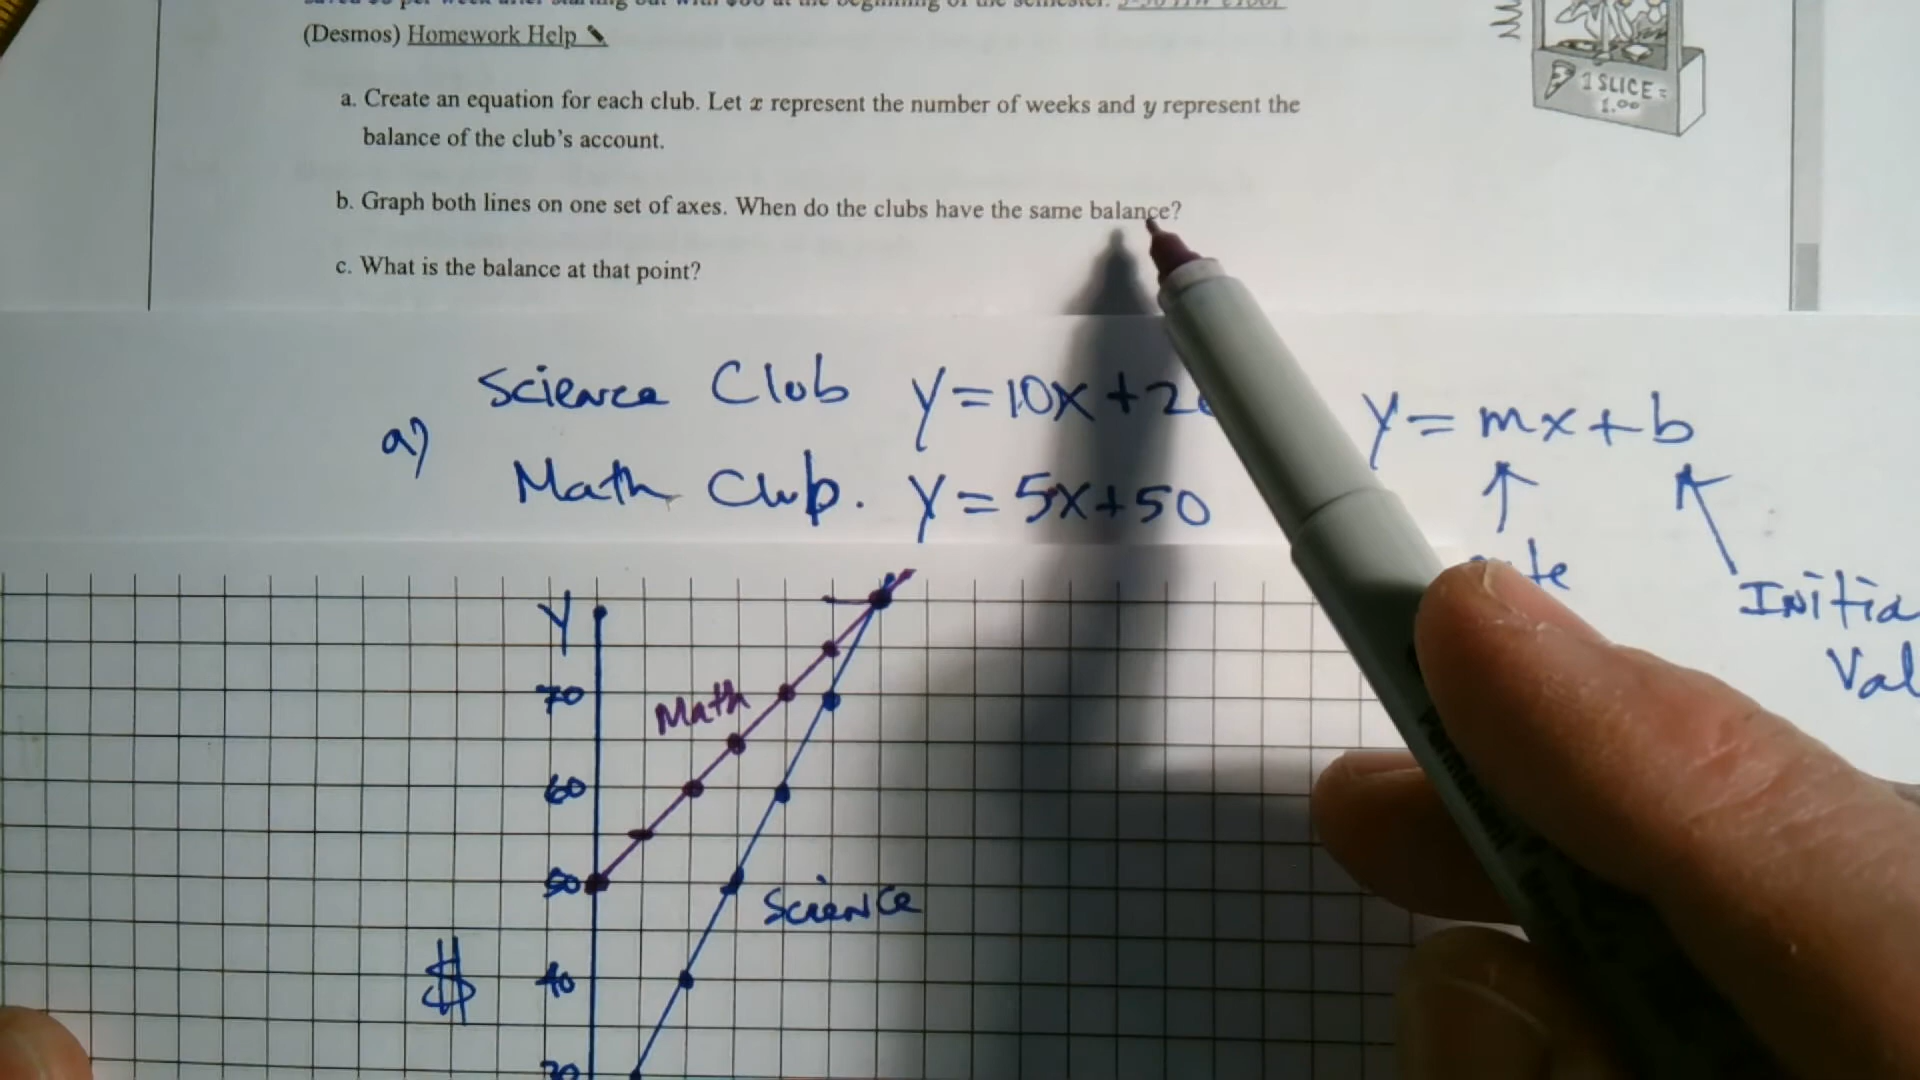 (Desmos) Homework Help ✎
1 SLICE =
1.00
a. Create an equation for each club. Let x represent the number of weeks and y represent the
balance of the club's account.
b. Graph both lines on one set of axes. When do the clubs have the same balance?
c. What is the balance at that point?
a)
Science Club y=10x+2
Math Club. y=5x+50
y=mx+b
Initia
Val
Y
70
Math
60
50
Science
$
40
30